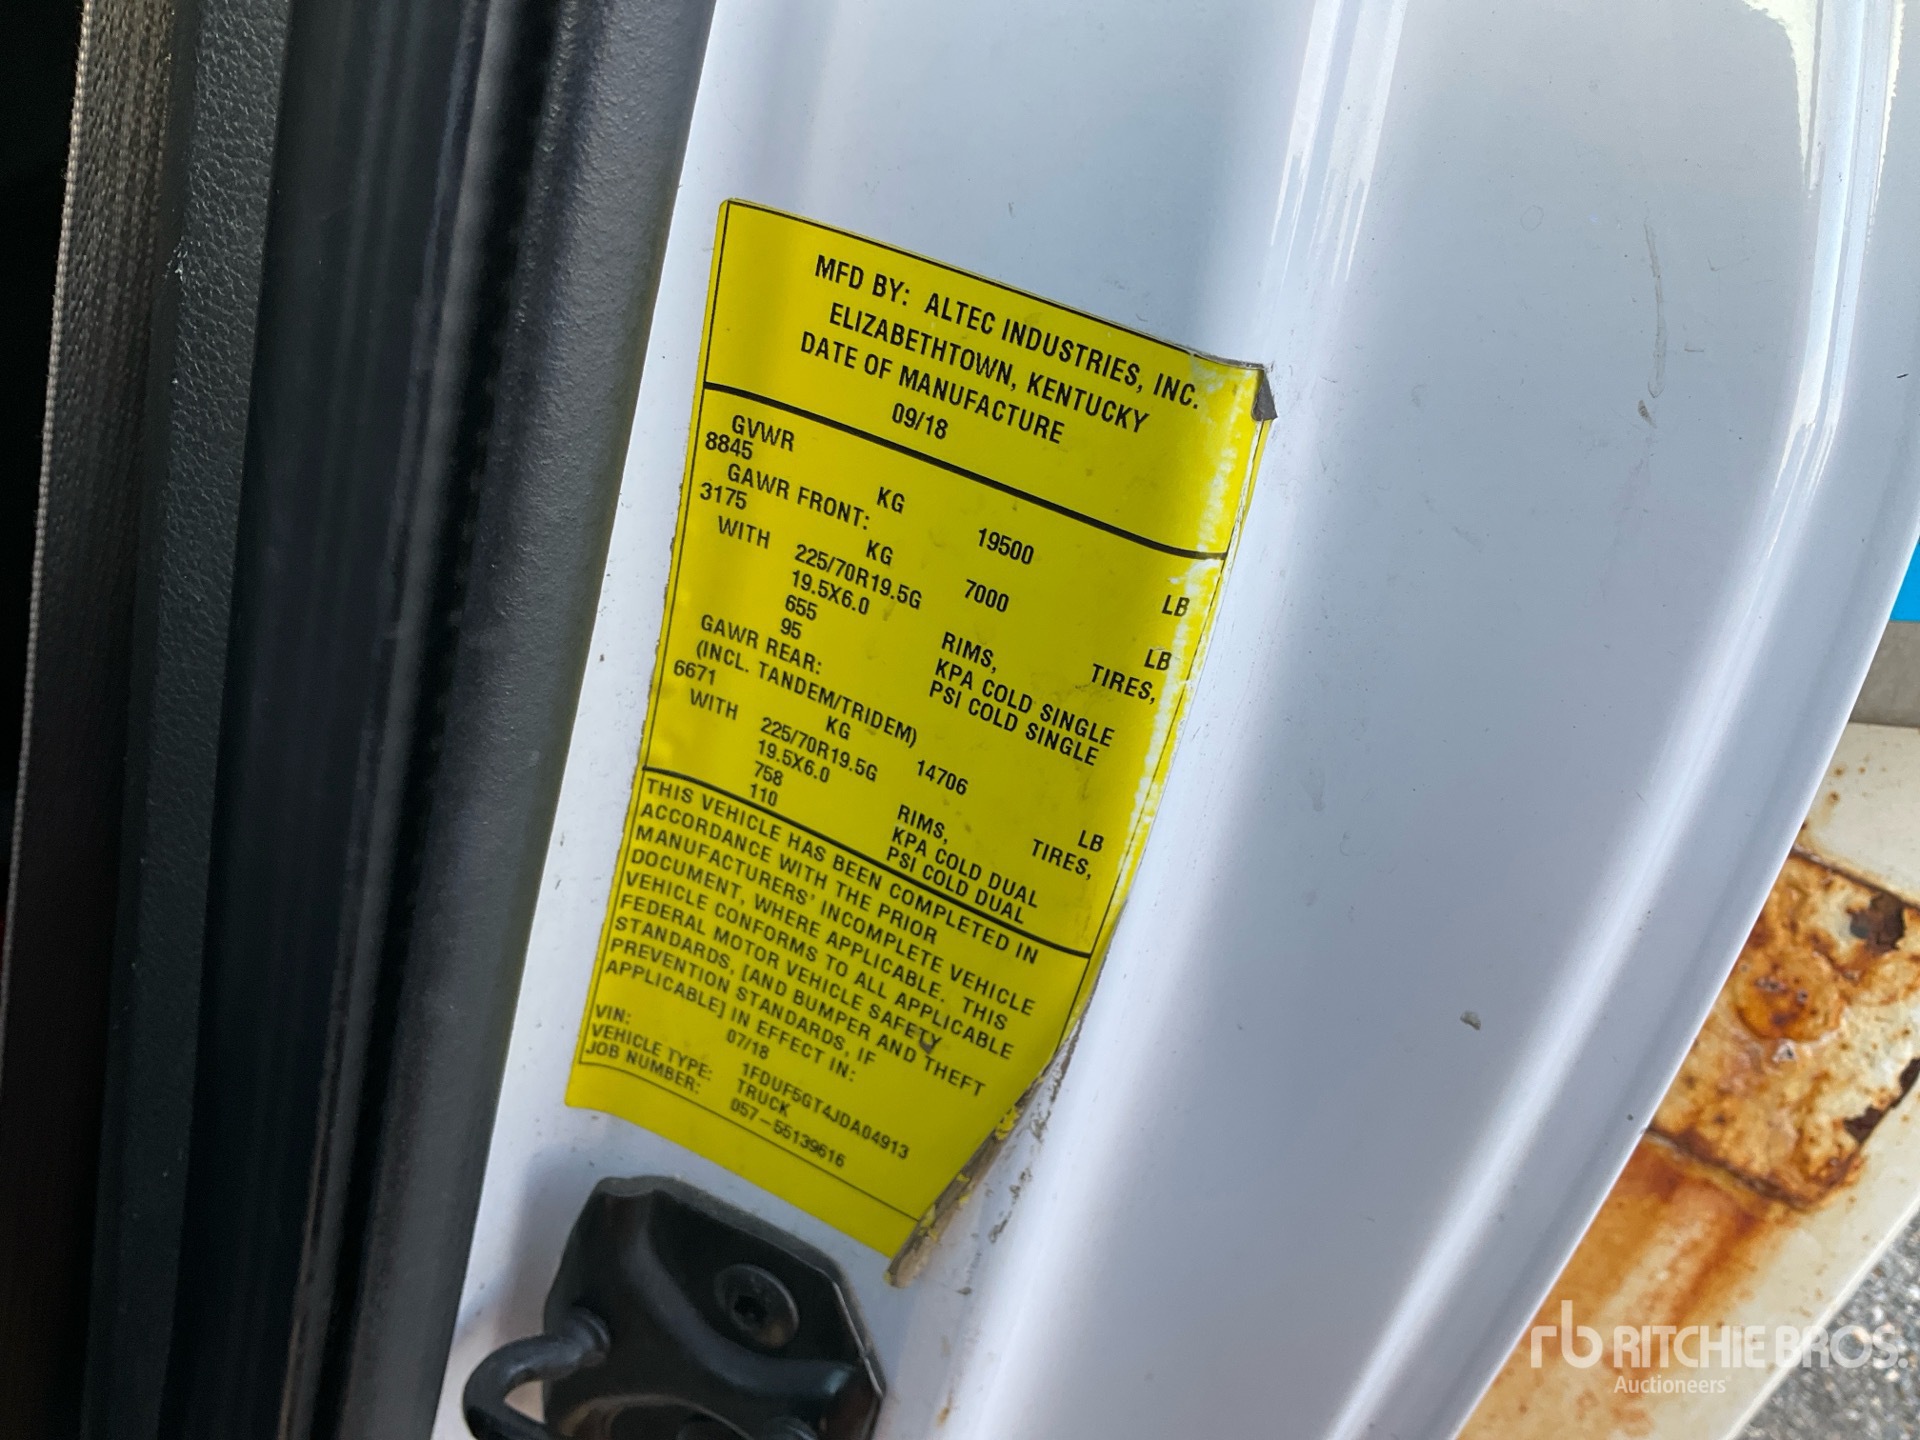 MFD BY: ALTEC INDUSTRIES, INC.
ELIZABETHTOWN, KENTUCKY
DATE OF MANUFACTURE
09/18
GVWR
8845 KG 19500 LB
GAWR FRONT:
3175 KG 7000 LB
WITH 225/70R19.5G TIRES,
19.5X6.0 RIMS,
655 KPA COLD SINGLE
95 PSI COLD SINGLE
GAWR REAR:
(INCL. TANDEM/TRIDEM)
6671 KG 14706 LB
WITH 225/70R19.5G TIRES,
19.5X6.0 RIMS,
758 KPA COLD DUAL
110 PSI COLD DUAL
THIS VEHICLE HAS BEEN COMPLETED IN
ACCORDANCE WITH THE PRIOR
MANUFACTURERS' INCOMPLETE VEHICLE
DOCUMENT, WHERE APPLICABLE. THIS
VEHICLE CONFORMS TO ALL APPLICABLE
FEDERAL MOTOR VEHICLE SAFETY
STANDARDS, [AND BUMPER AND THEFT
PREVENTION STANDARDS, IF
APPLICABLE] IN EFFECT IN:
07/18
VIN: 1FDUF5GT4JDA04913
VEHICLE TYPE: TRUCK
JOB NUMBER: 057-55139616
rb RITCHIE BROS.
Auctioneers